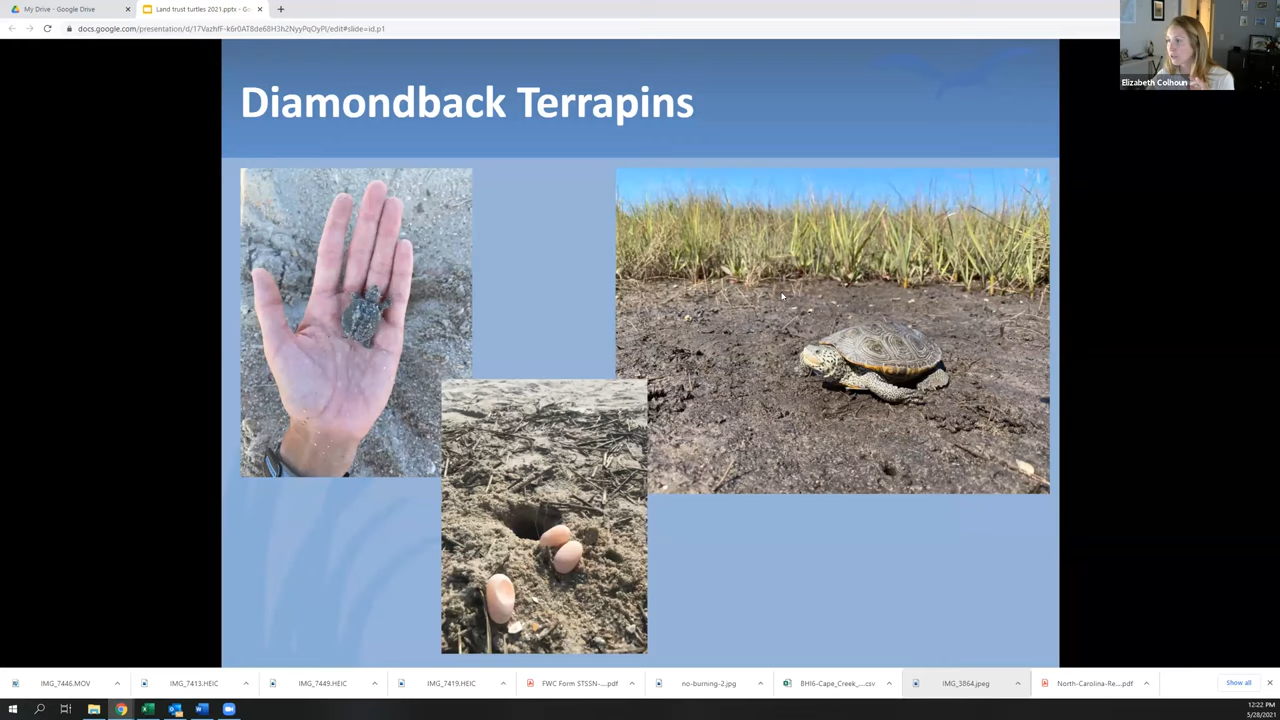 My Drive - Google Drive
Land trust turtles 2021.pptx - Go
docs.google.com/presentation/d/17VazhfF-k6r0AT8de68H3h2NyyPqOyPl/edit#slide=id.p1
Elizabeth Colhoun
Diamondback Terrapins
IMG_7446.MOV
IMG_7413.HEIC
IMG_7449.HEIC
IMG_7419.HEIC
FWC Form STSSN-....pdf
no-burning-2.jpg
BHI6-Cape_Creek_....csv
IMG_3864.jpeg
North-Carolina-Re....pdf
Show all
12:22 PM
5/28/2021